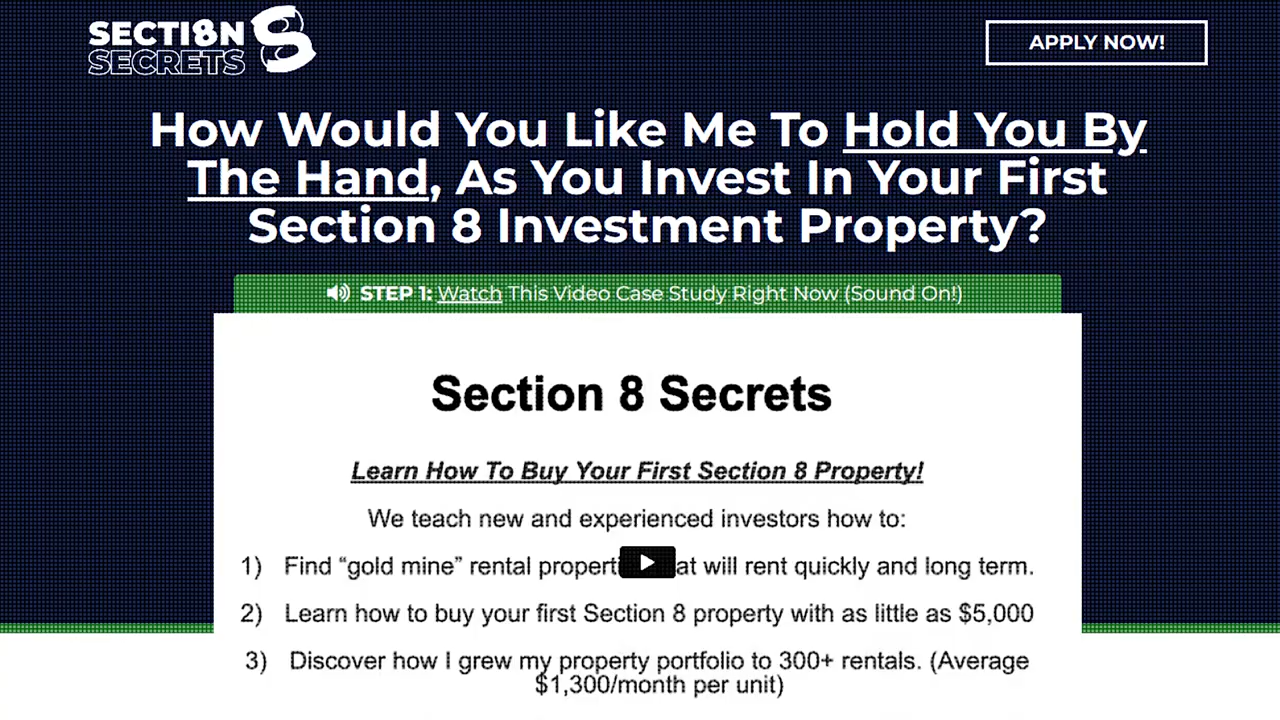 SECTI8N
SECRETS
APPLY NOW!
How Would You Like Me To Hold You By
The Hand, As You Invest In Your First
Section 8 Investment Property?
STEP 1: Watch This Video Case Study Right Now (Sound On!)
Section 8 Secrets
Learn How To Buy Your First Section 8 Property!
We teach new and experienced investors how to:
1) Find “gold mine” rental will rent quickly and long term.
2) Learn how to buy your first Section 8 property with as little as $5,000
3) Discover how I grew my property portfolio to 300+ rentals. (Average
$1,300/month per unit)